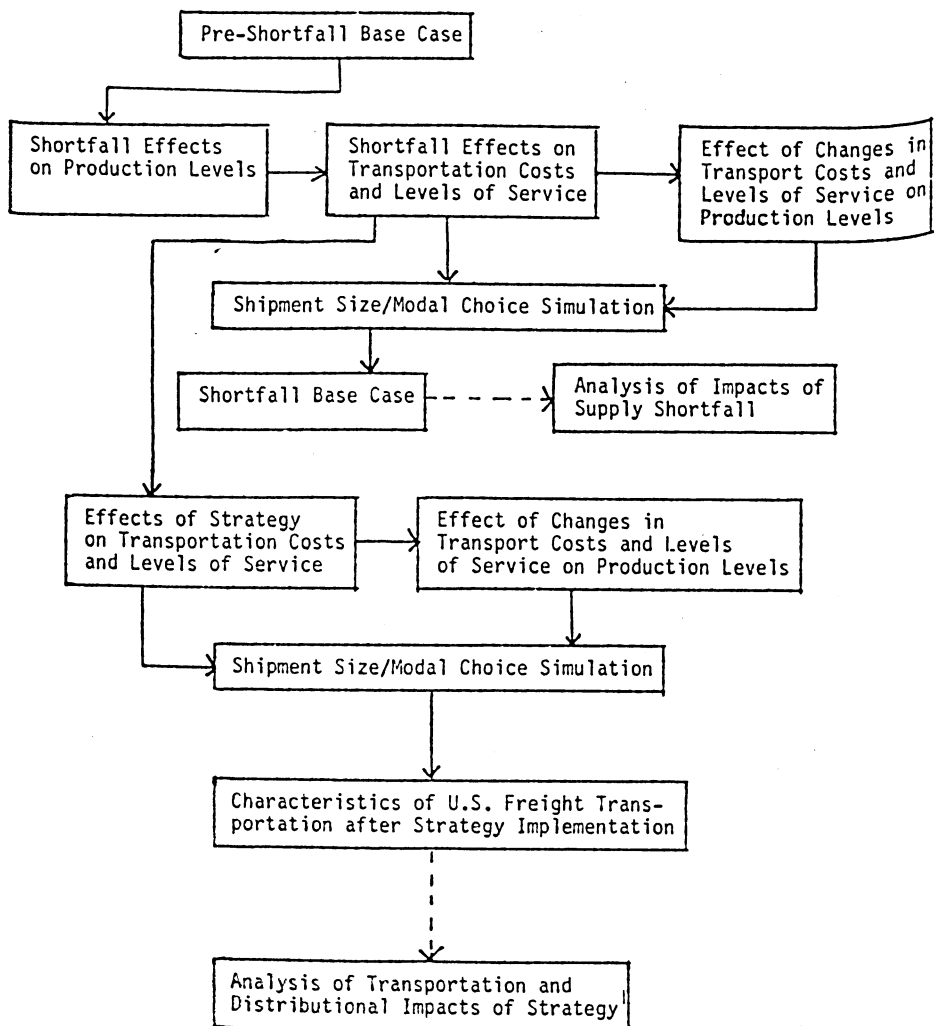 Pre-Shortfall Base Case
Shortfall Effects
on Production Levels
Shortfall Effects on
Transportation Costs
and Levels of Service
Effect of Changes in
Transport Costs and
Levels of Service on
Production Levels
Shipment Size/Modal Choice Simulation
Shortfall Base Case
Analysis of Impacts of
Supply Shortfall
Effects of Strategy
on Transportation Costs
and Levels of Service
Effect of Changes in
Transport Costs and Levels
of Service on Production Levels
Shipment Size/Modal Choice Simulation
Characteristics of U.S. Freight Trans-
portation after Strategy Implementation
Analysis of Transportation and
Distributional Impacts of Strategy